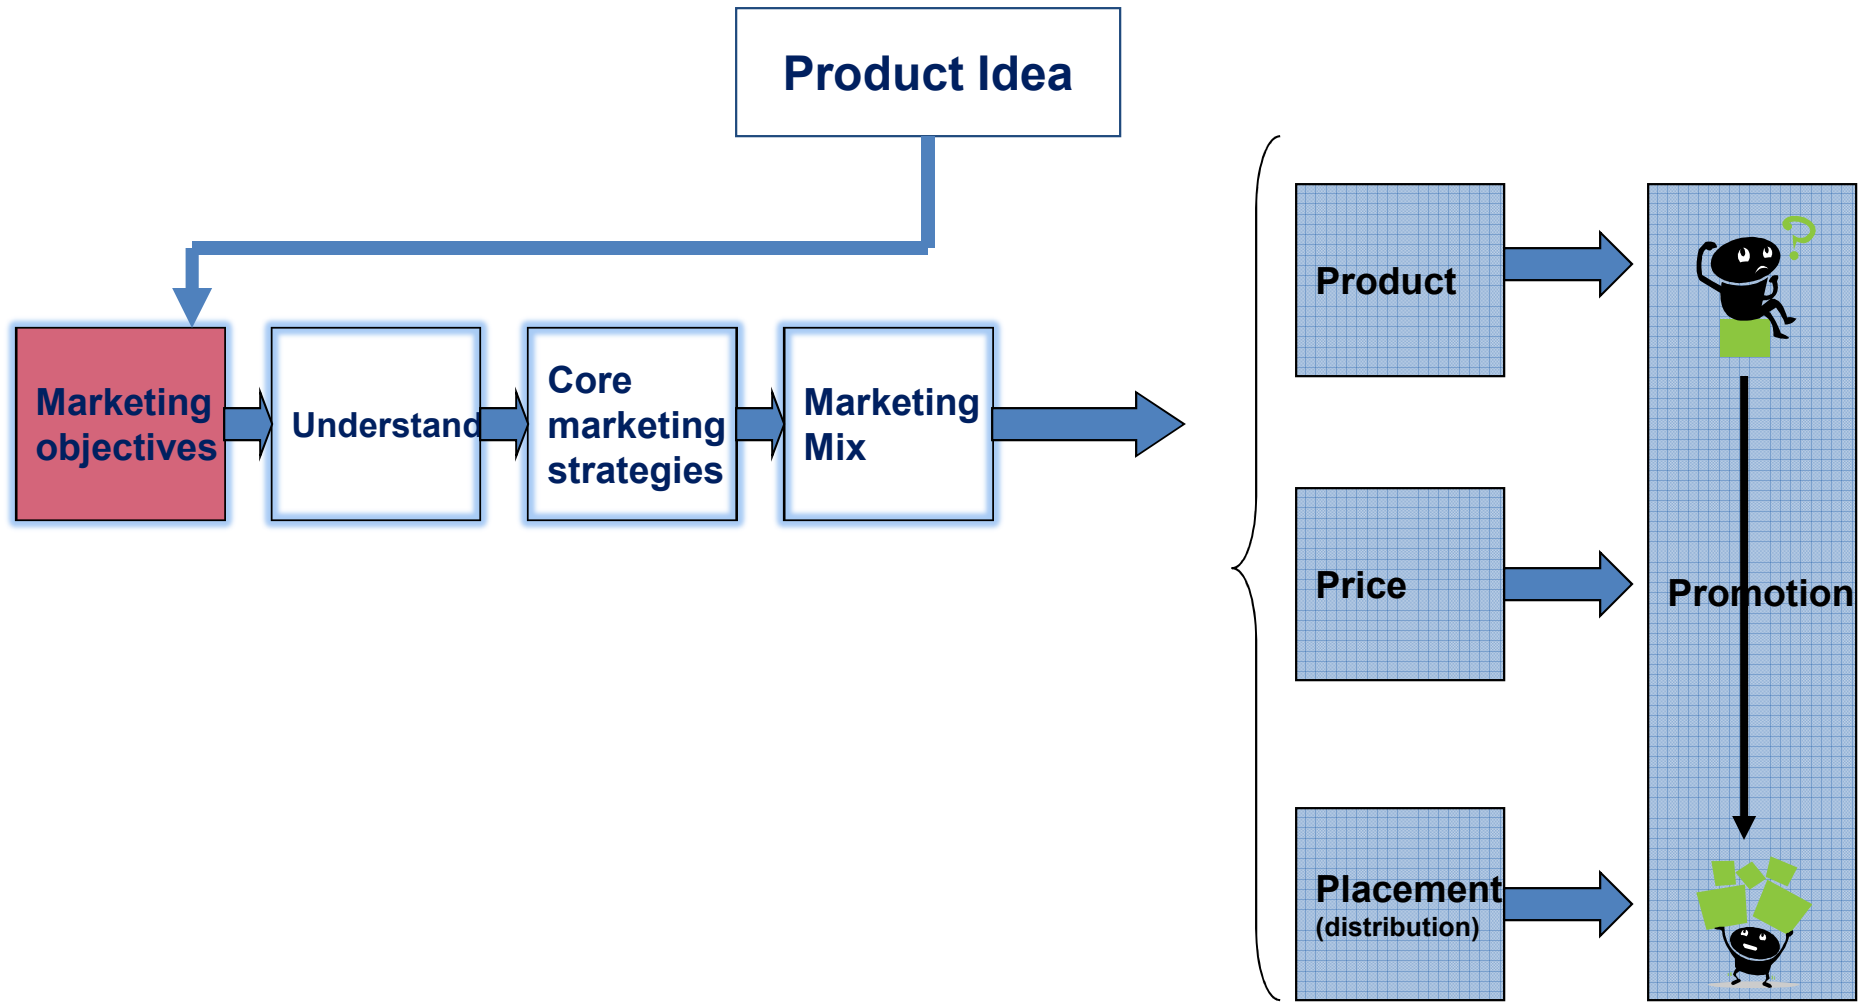 Product Idea
Marketing
objectives
Understand
Core
marketing
strategies
Marketing
Mix
Product
?
Price
Promotion
Placement
(distribution)